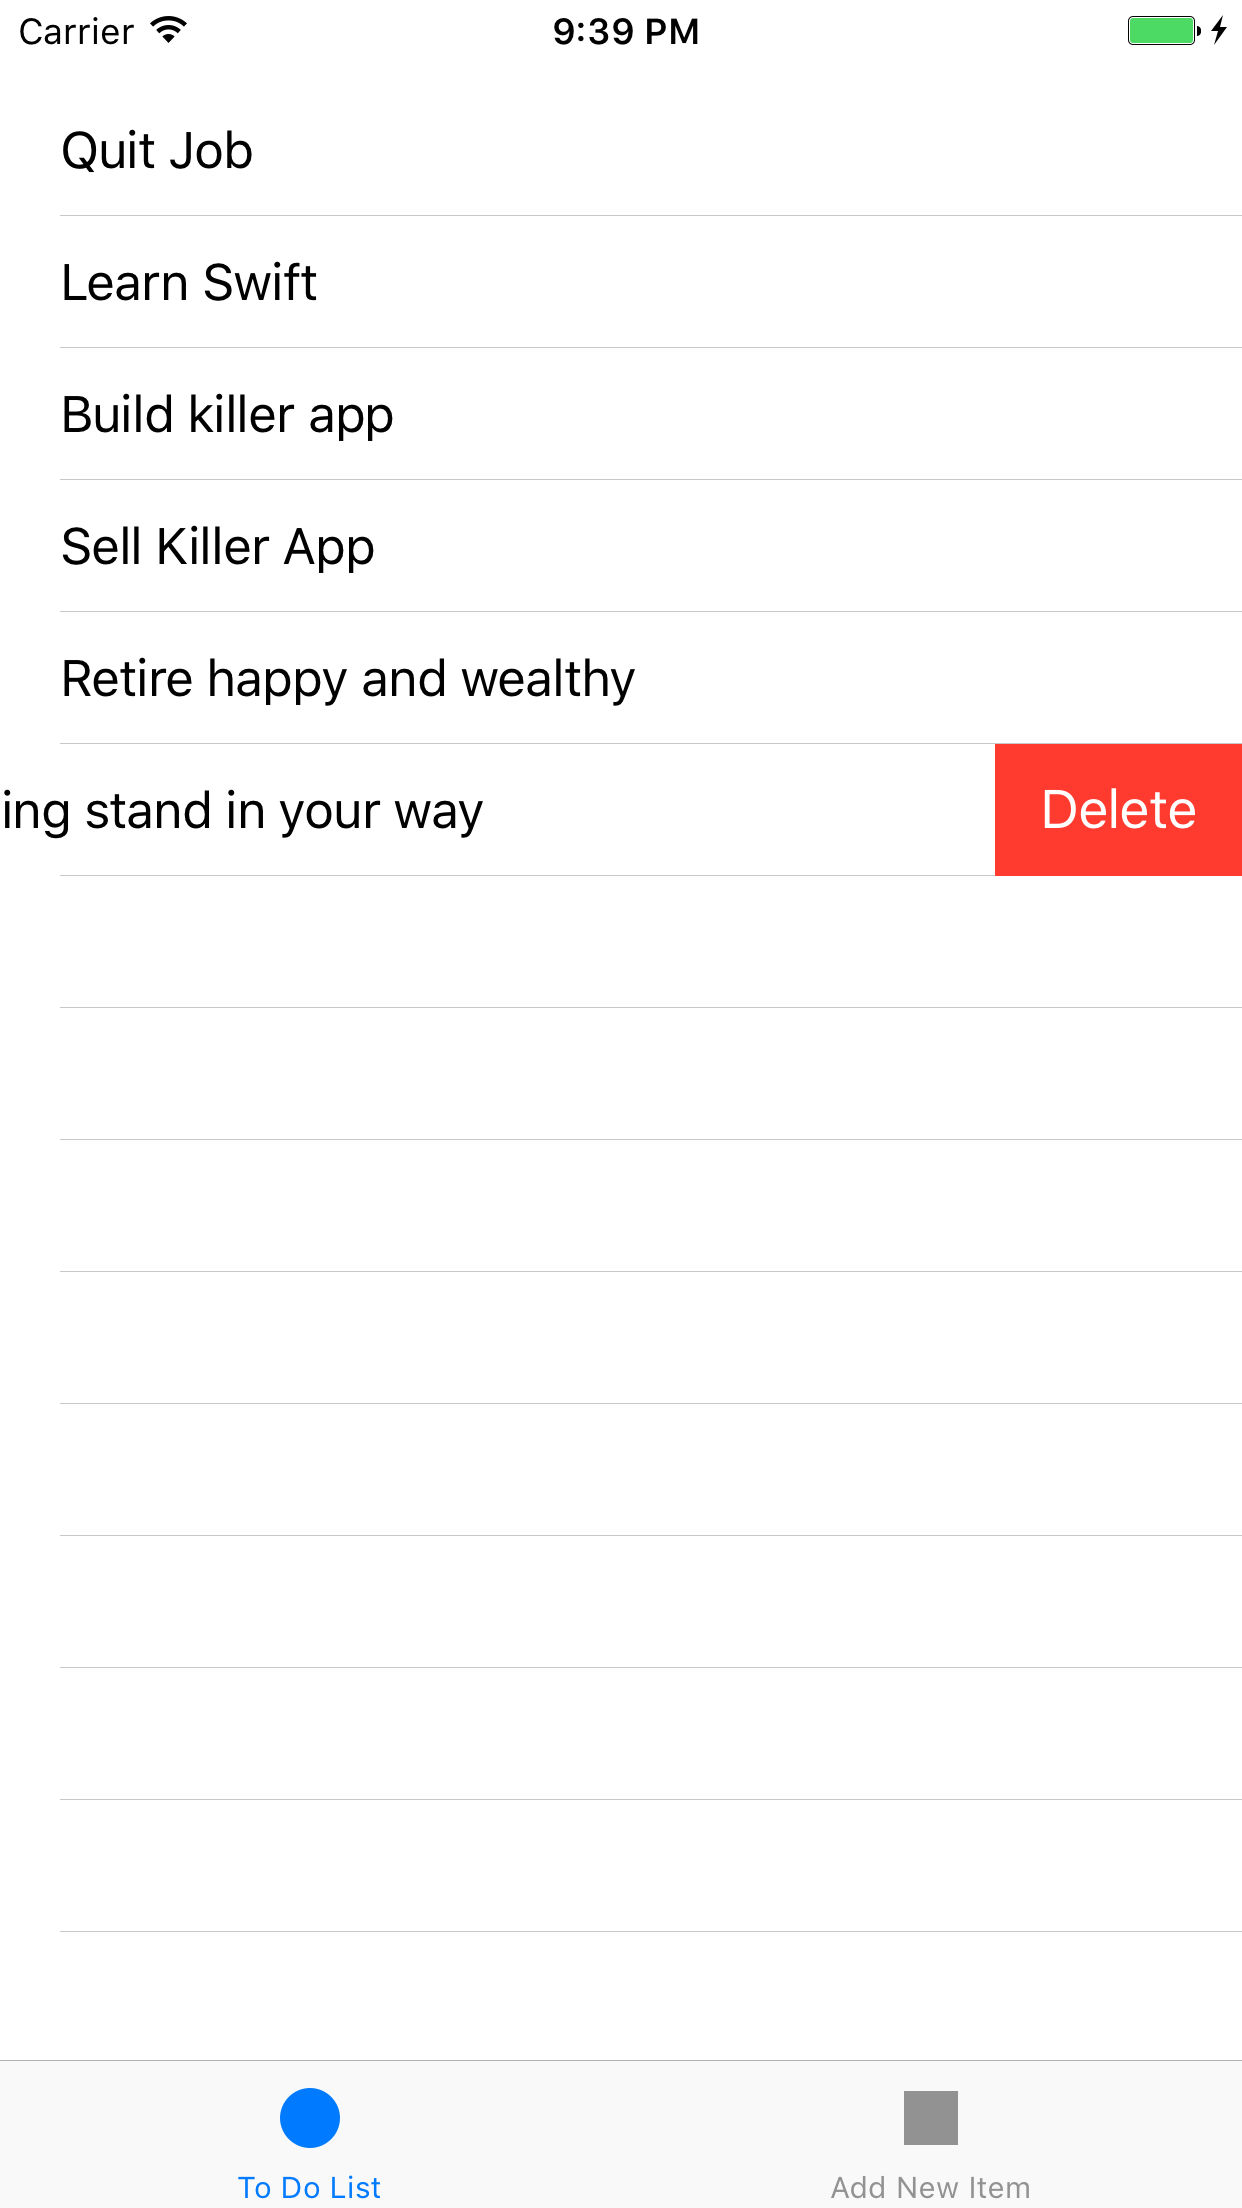 Carrier 9:39 PM
Quit Job
Learn Swift
Build killer app
Sell Killer App
Retire happy and wealthy
ing stand in your way Delete
To Do List Add New Item